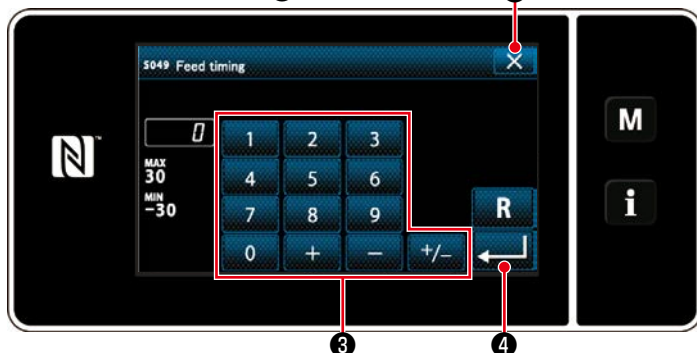 S049 Feed timing
0
MAX
30
MIN
-30
1 2 3
4 5 6
7 8 9
0 + - +/-
R
M
i
N
❸
❹